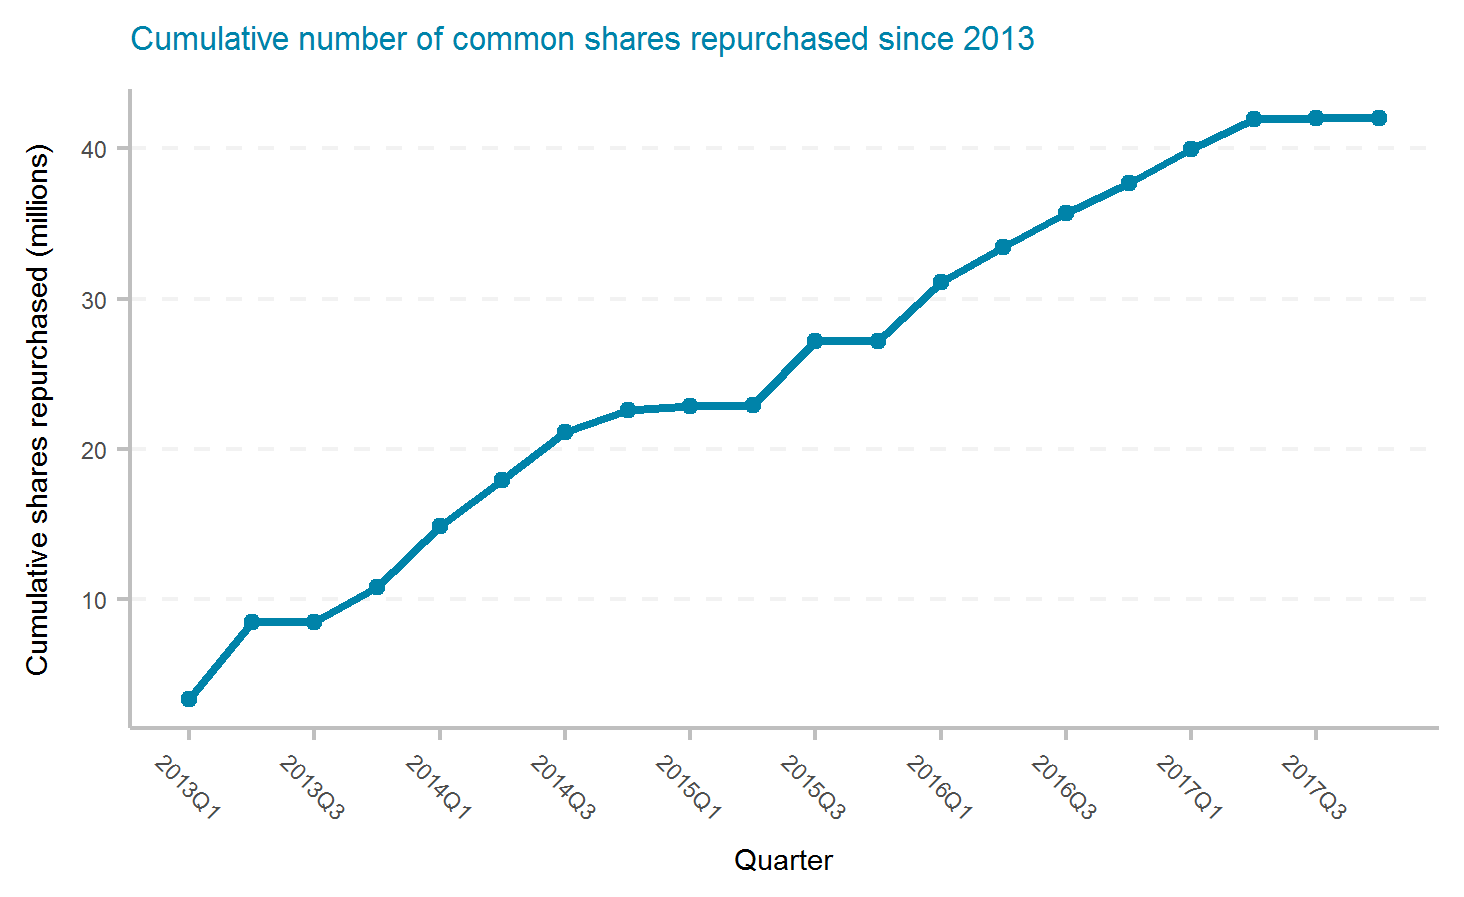 Cumulative number of common shares repurchased since 2013
Cumulative shares repurchased (millions)
40
30
20
10
2013Q1
2013Q3
2014Q1
2014Q3
2015Q1
2015Q3
2016Q1
2016Q3
2017Q1
2017Q3
Quarter